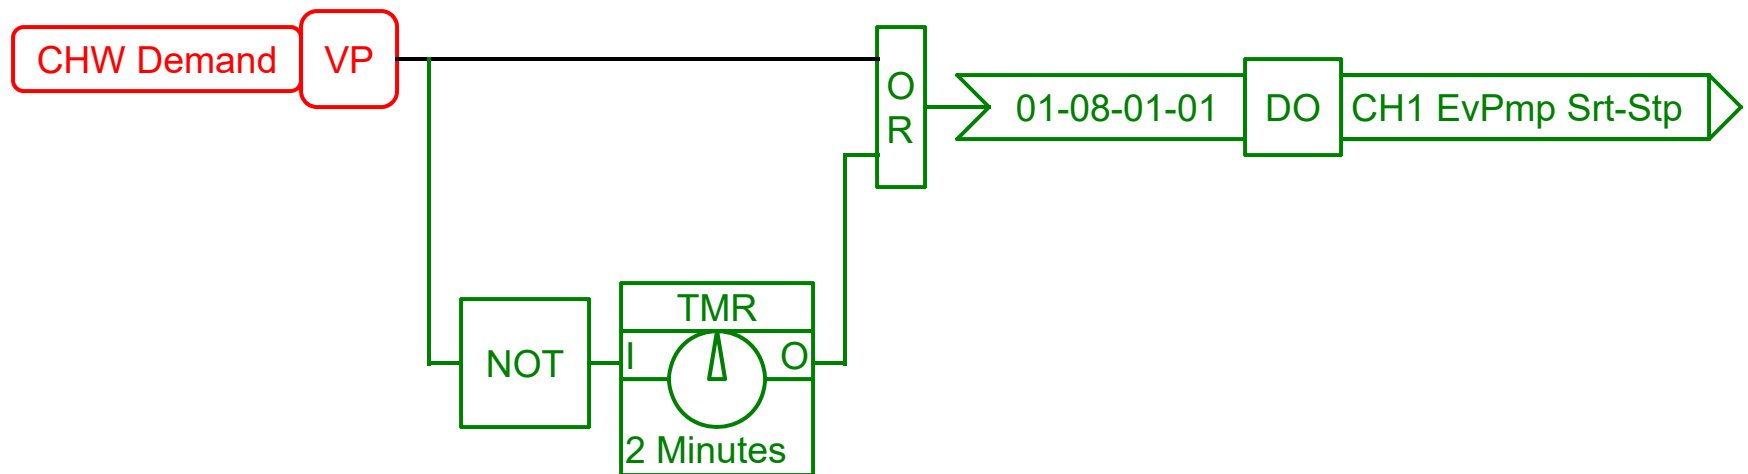 CHW Demand VP
O
R
01-08-01-01 DO CH1 EvPmp Srt-Stp
TMR
NOT
I O
2 Minutes